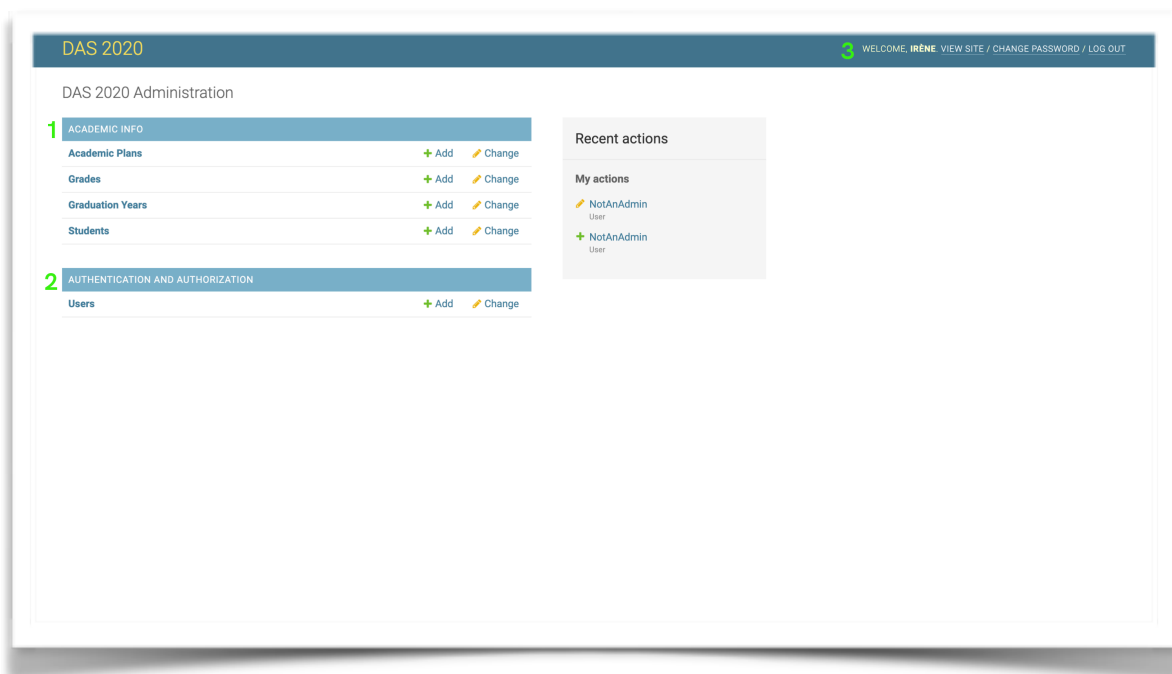 DAS 2020
3 WELCOME, IRÈNE. VIEW SITE / CHANGE PASSWORD / LOG OUT
DAS 2020 Administration
1 ACADEMIC INFO
Academic Plans + Add Change
Grades + Add Change
Graduation Years + Add Change
Students + Add Change
2 AUTHENTICATION AND AUTHORIZATION
Users + Add Change
Recent actions
My actions
NotAnAdmin
User
+ NotAnAdmin
User